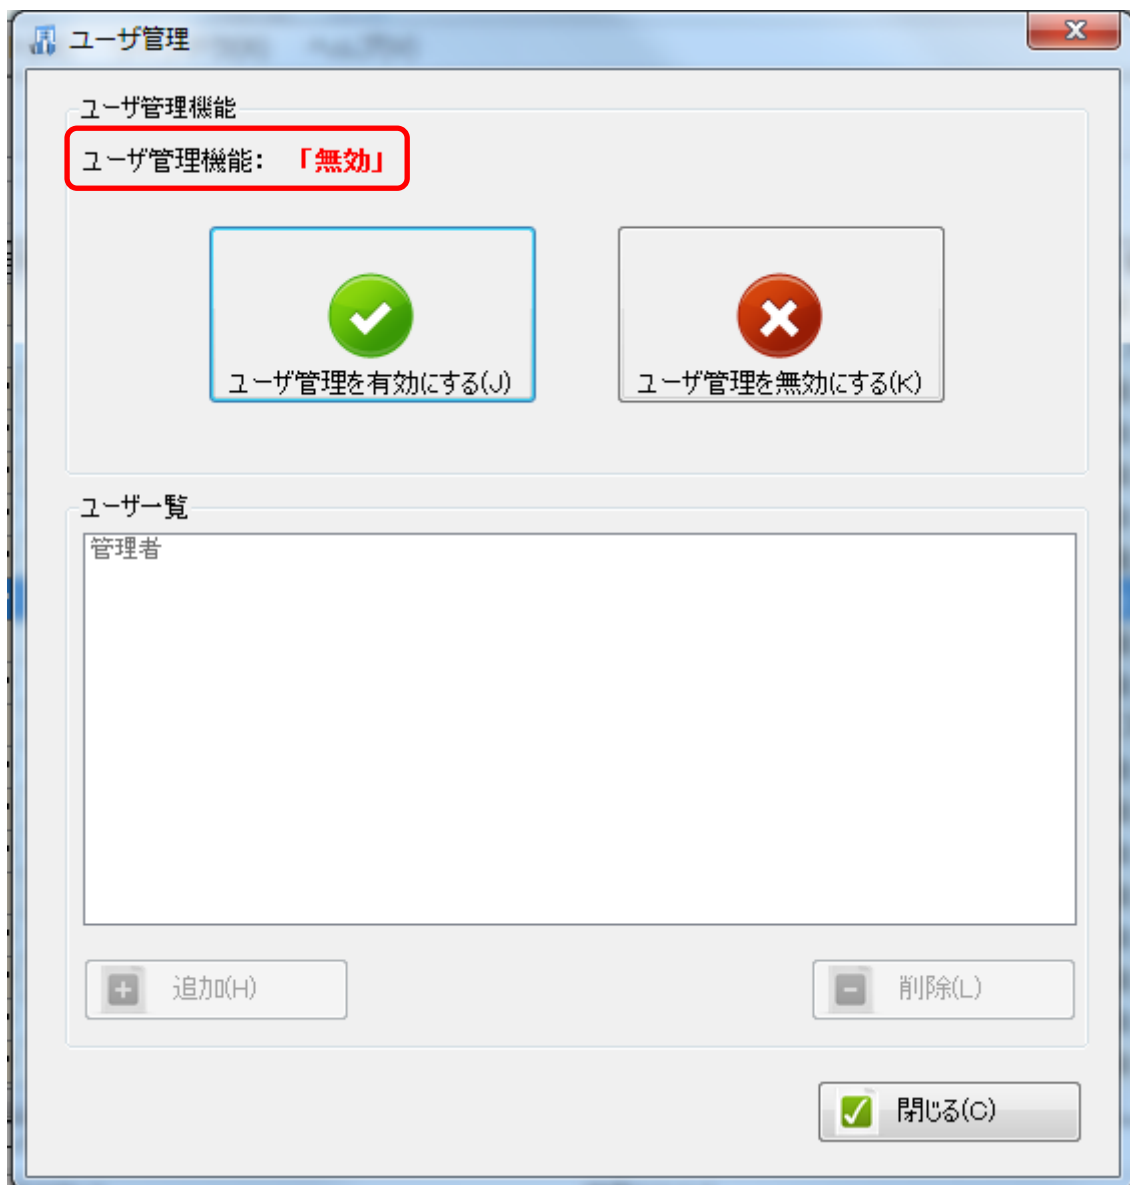 ユーザ管理
ユーザ管理機能
ユーザ管理機能： 「無効」
ユーザ管理を有効にする(J)
ユーザ管理を無効にする(K)
ユーザ一覧
管理者
追加(H)
削除(L)
閉じる(C)